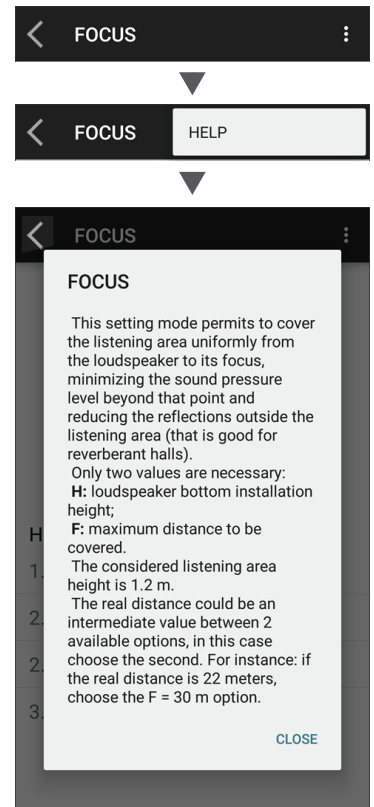 FOCUS
FOCUS
HELP
FOCUS
FOCUS
This setting mode permits to cover
the listening area uniformly from
the loudspeaker to its focus,
minimizing the sound pressure
level beyond that point and
reducing the reflections outside the
listening area (that is good for
reverberant halls).
Only two values are necessary:
H: loudspeaker bottom installation
height;
F: maximum distance to be
covered.
The considered listening area
height is 1.2 m.
The real distance could be an
intermediate value between 2
available options, in this case
choose the second. For instance: if
the real distance is 22 meters,
choose the F = 30 m option.
CLOSE
H
1.
2.
2.
3.